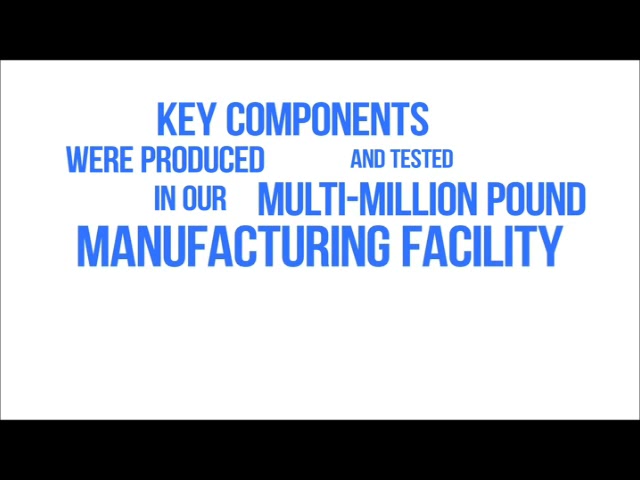 KEY COMPONENTS
WERE PRODUCED AND TESTED
IN OUR MULTI-MILLION POUND
MANUFACTURING FACILITY